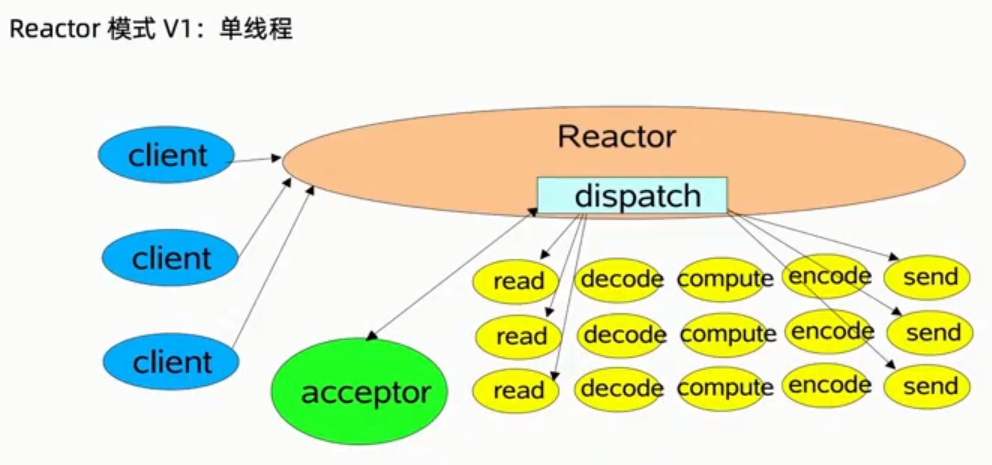 Reactor 模式 V1：单线程
Reactor
client
dispatch
client
read decode compute encode send
read decode compute encode send
client
acceptor
read decode compute encode send